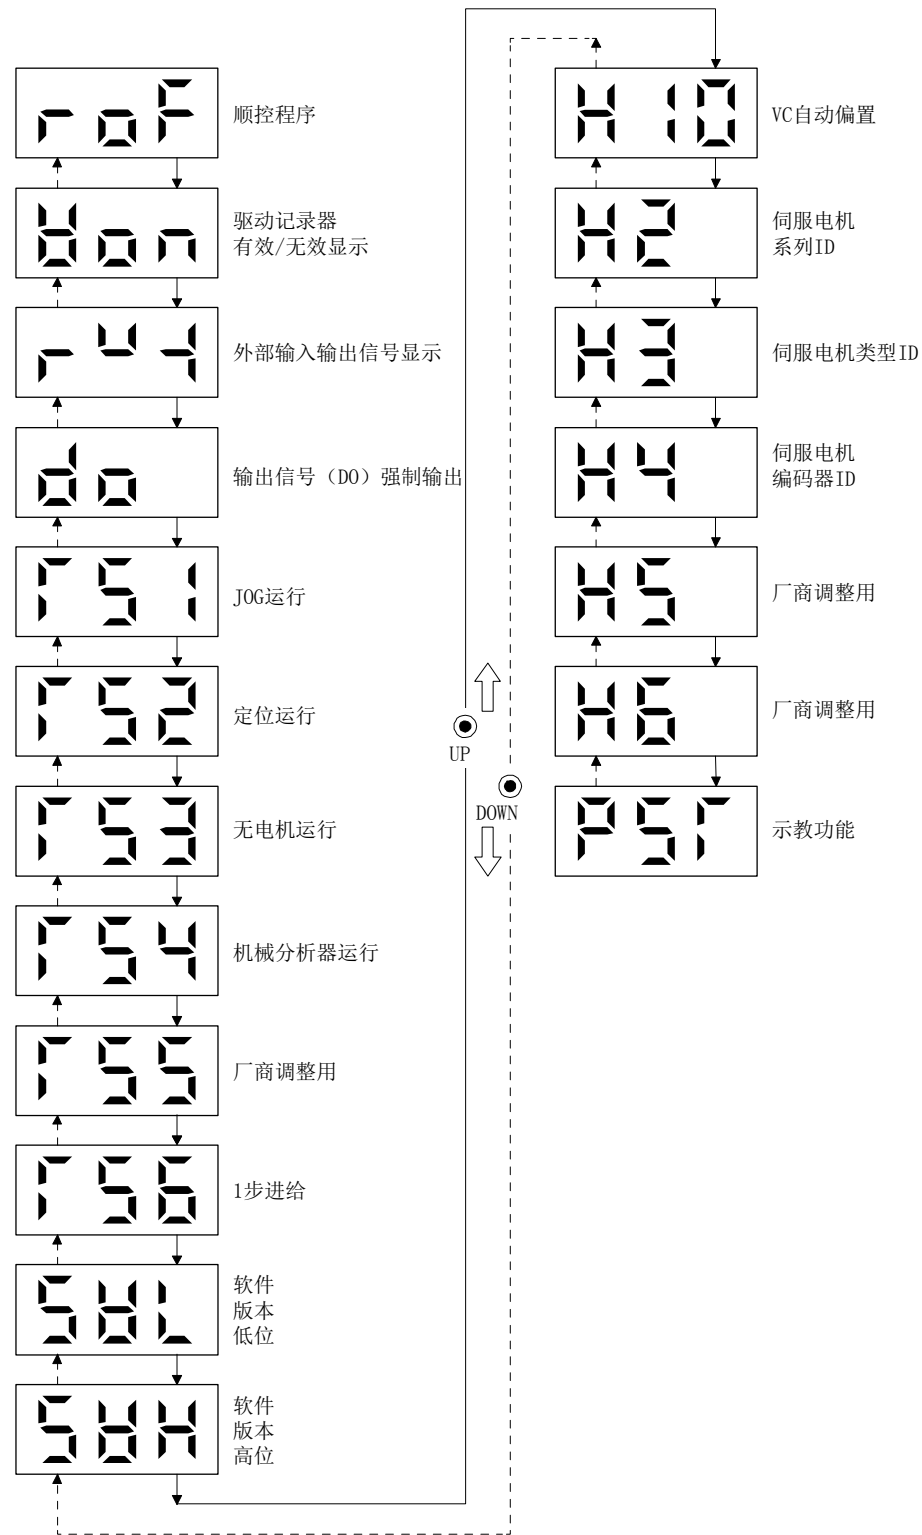 roF
顺控程序
驱动记录器
有效/无效显示
外部输入输出信号显示
do
输出信号（DO）强制输出
TS1
JOG运行
TS2
定位运行
TS3
无电机运行
TS4
机械分析器运行
TS5
厂商调整用
TS6
1步进给
软件
版本
低位
软件
版本
高位
UP
DOWN
H10
VC自动偏置
H2
伺服电机
系列ID
H3
伺服电机类型ID
H4
伺服电机
编码器ID
H5
厂商调整用
H6
厂商调整用
PST
示教功能